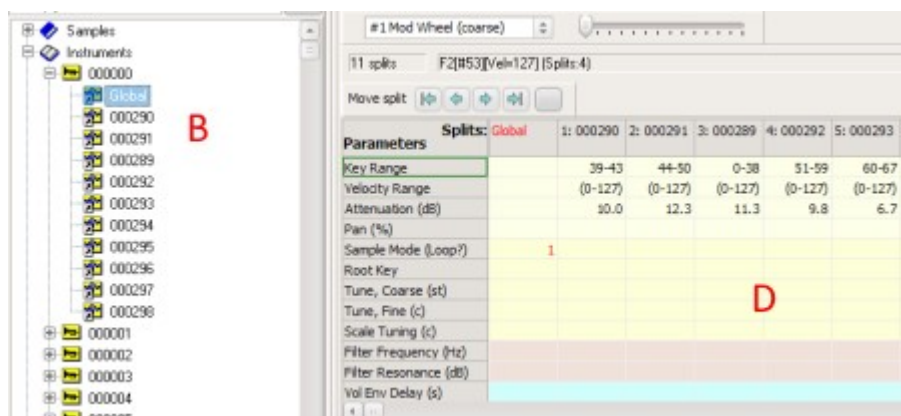 Samples
Instruments
000000
Global
000290
000291
000289
000292
000293
000294
000295
000296
000297
000298
000001
000002
000003
000004
B
#1 Mod Wheel (coarse)
11 splits F2[#53][Vel=127] (Splits:4)
Move split
Splits: Global 1: 000290 2: 000291 3: 000289 4: 000292 5: 000293
Parameters
Key Range 39-43 44-50 0-38 51-59 60-67
Velocity Range (0-127) (0-127) (0-127) (0-127) (0-127)
Attenuation (dB) 10.0 12.3 11.3 9.8 6.7
Pan (%)
Sample Mode (Loop?) 1
Root Key
Tune, Coarse (st)
Tune, Fine (c)
Scale Tuning (c)
Filter Frequency (Hz)
Filter Resonance (dB)
Vol Env Delay (s)
D